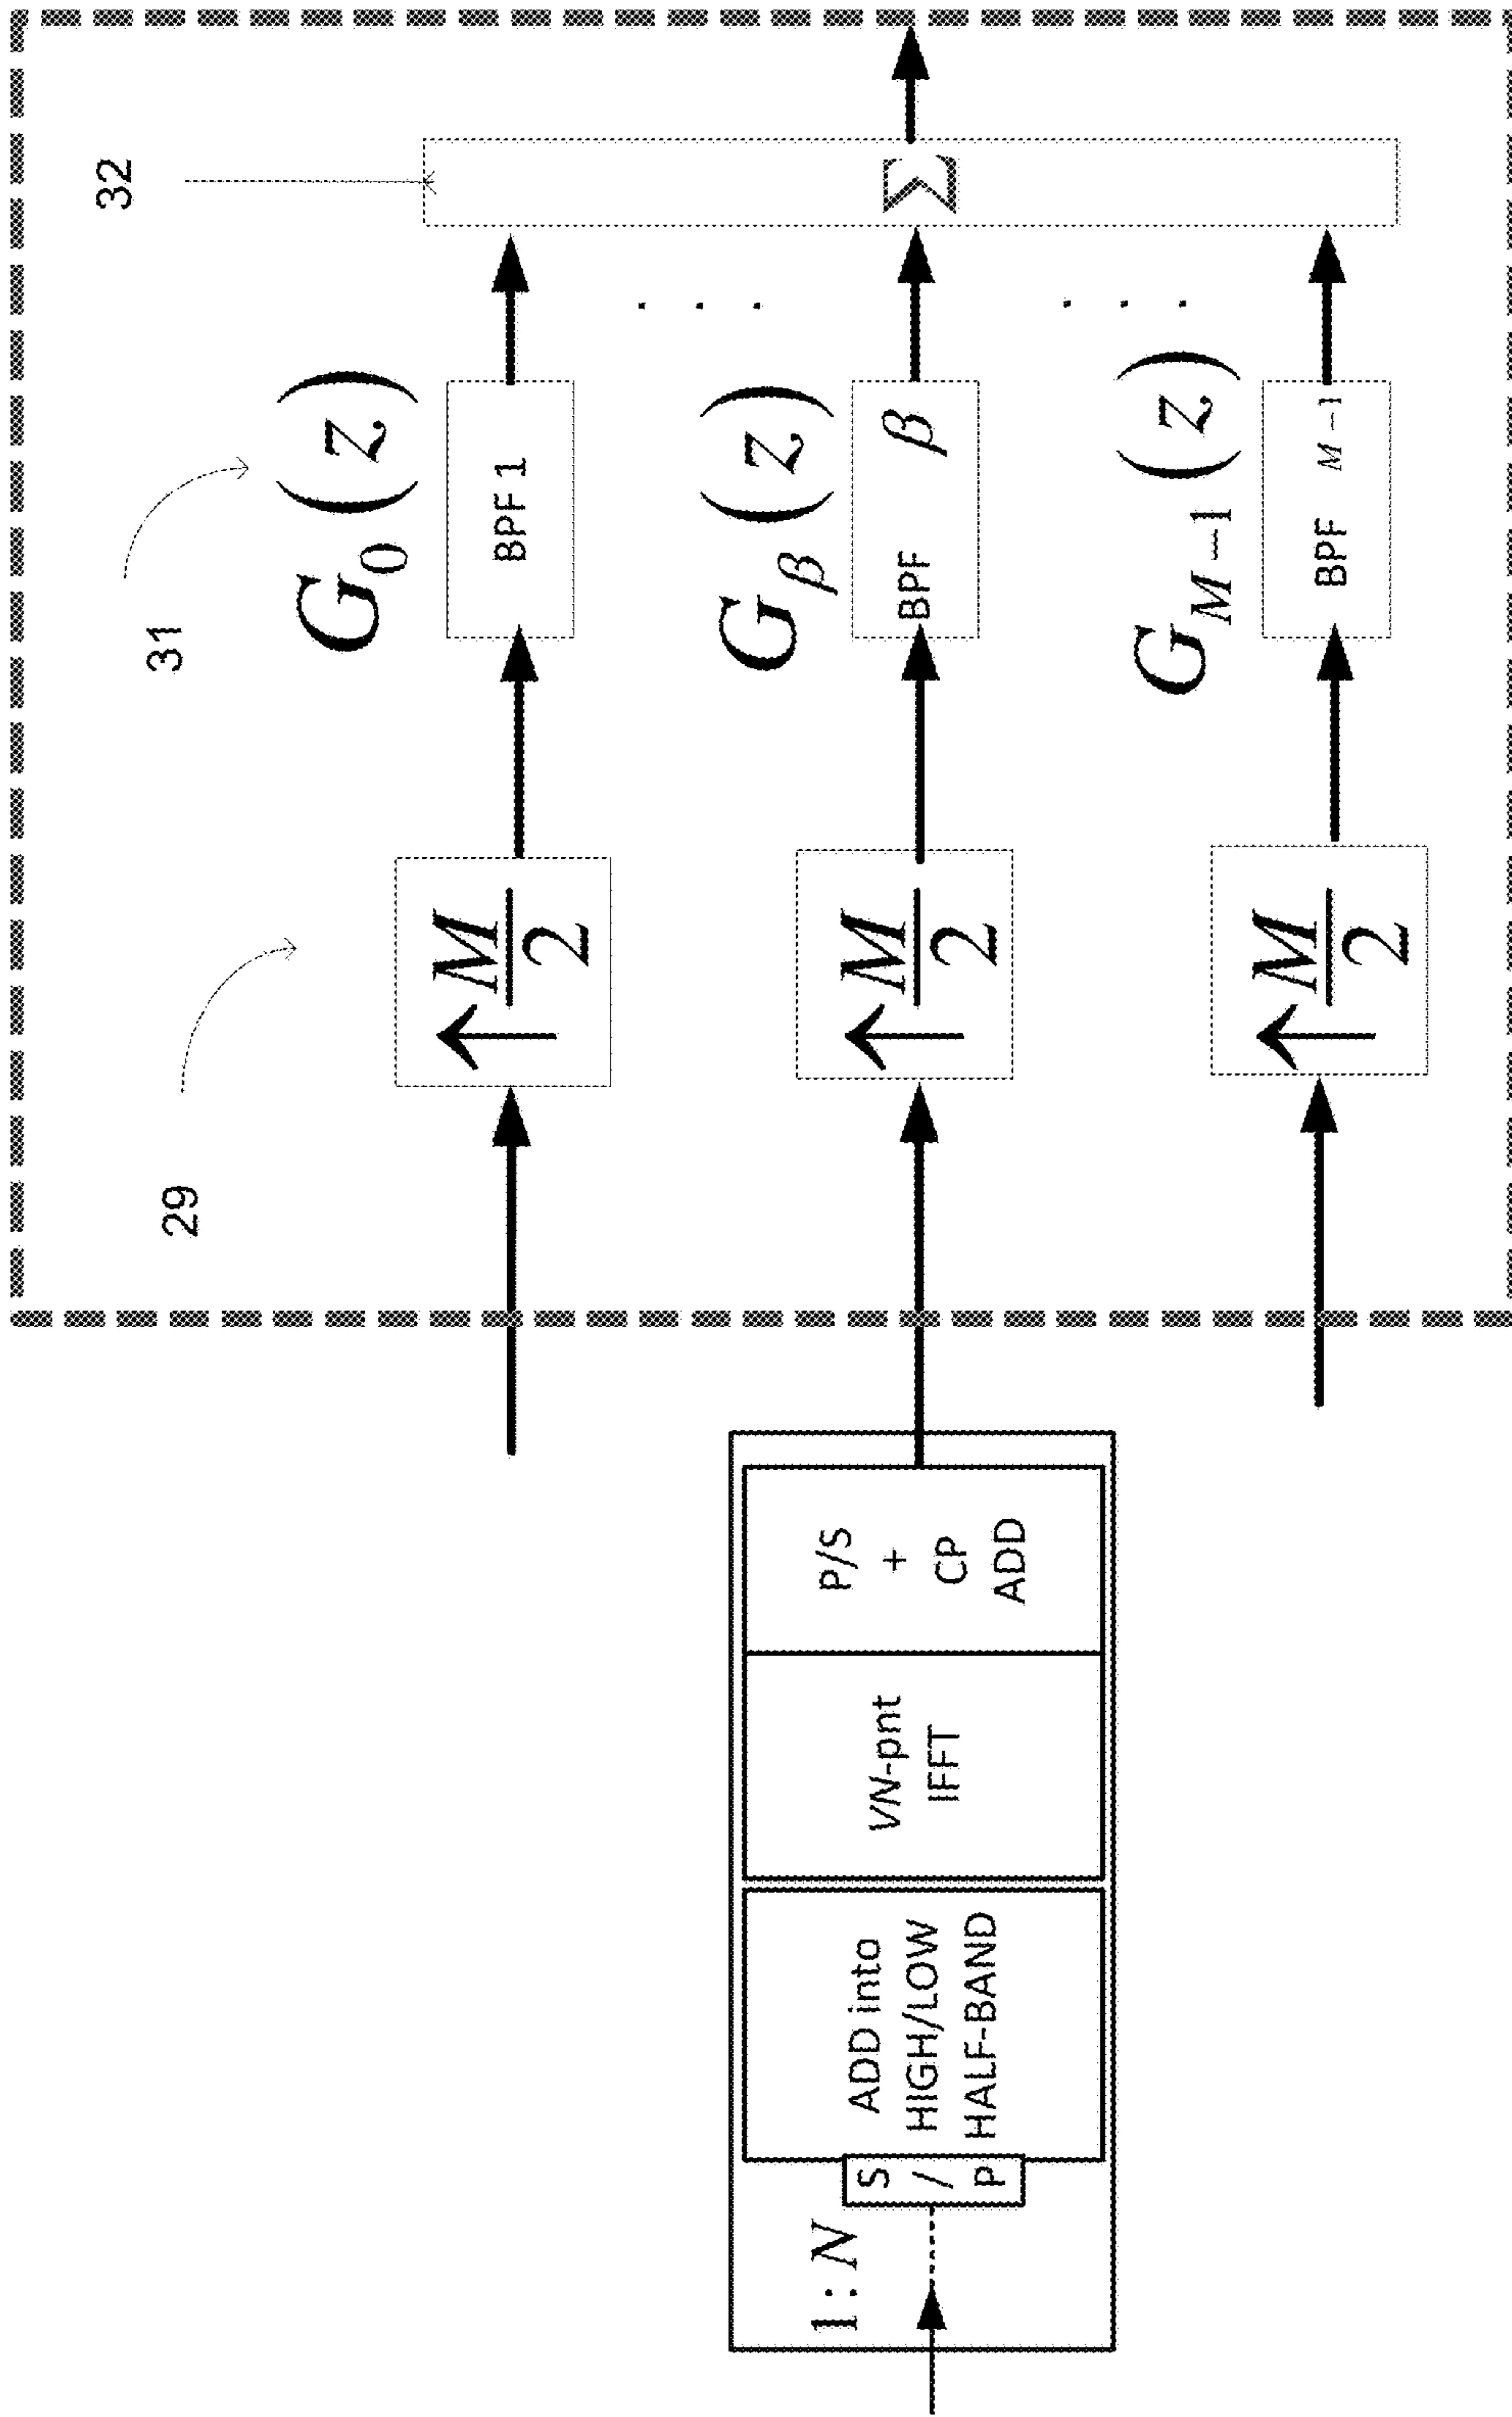 1 : N
S
/
P
ADD into
HIGH/LOW
HALF-BAND
VN-pnt
IFFT
P/S
+
CP
ADD
29
↑ M/2
↑ M/2
↑ M/2
31
G₀(z)
BPF 1
G_β(z)
BPF β
G_{M−1}(z)
BPF M−1
. . .
. . .
32
Σ